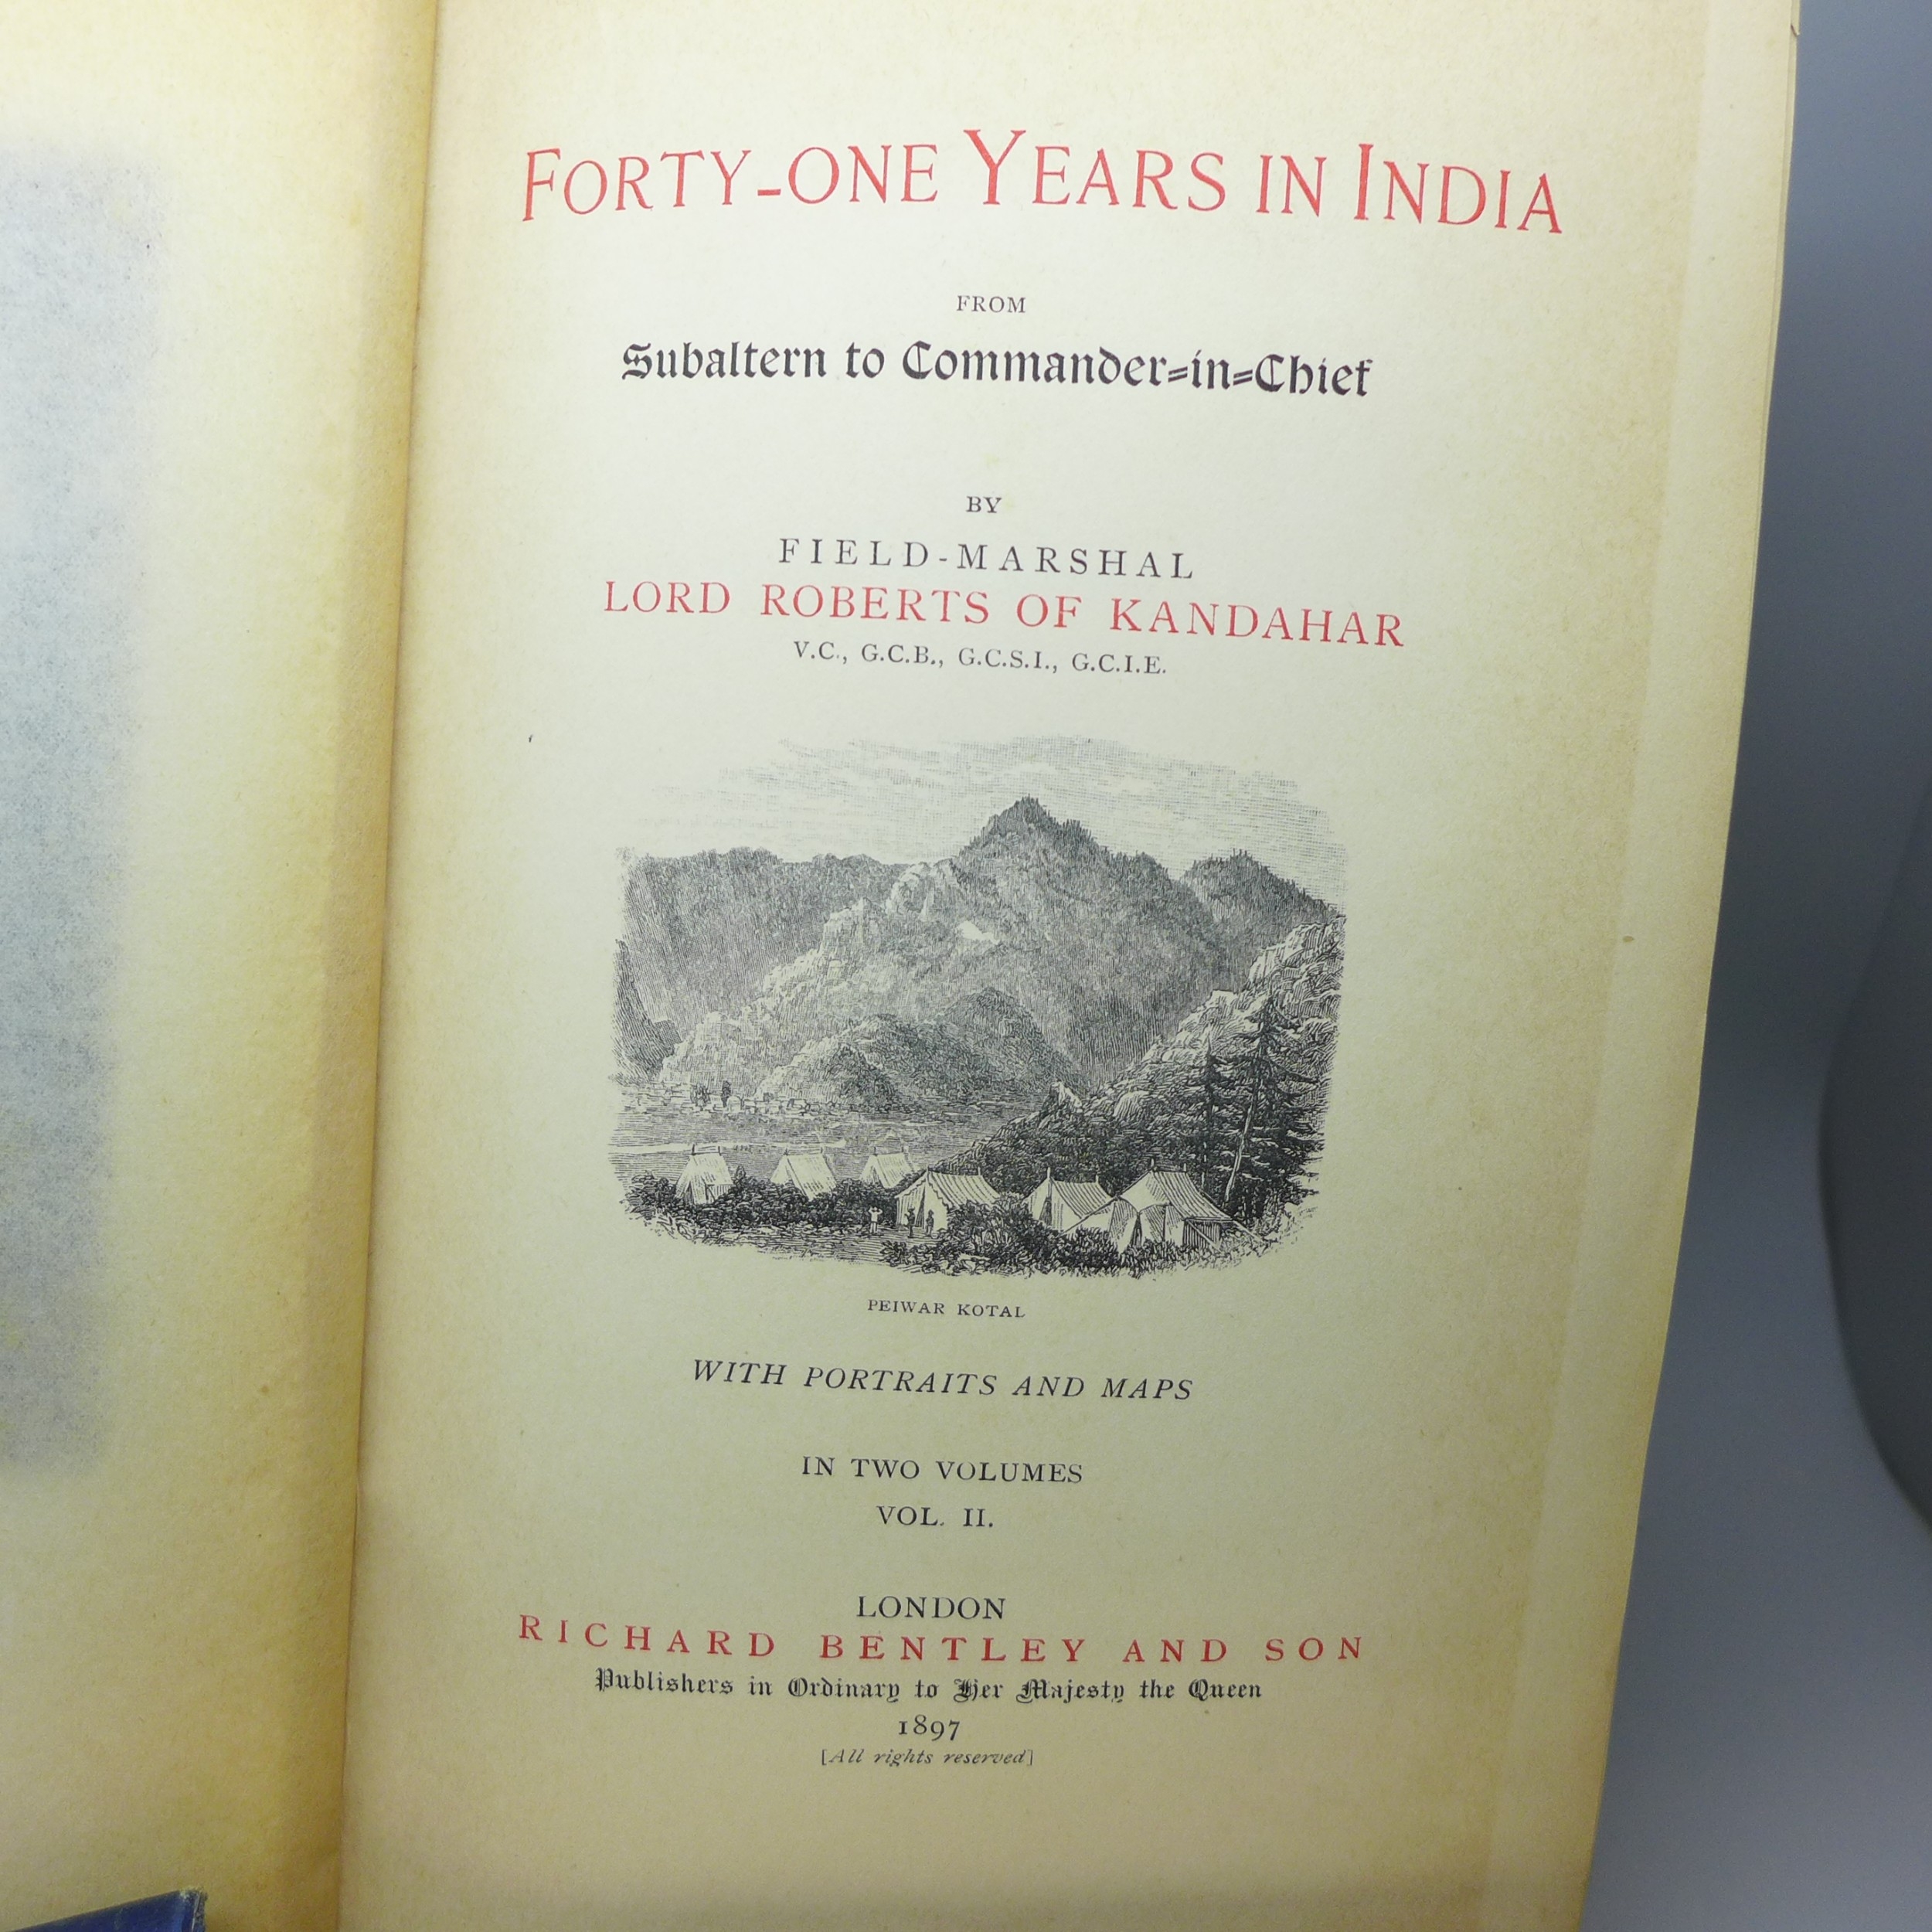 FORTY-ONE YEARS IN INDIA
FROM
Subaltern to Commander-in-Chief
BY
FIELD-MARSHAL
LORD ROBERTS OF KANDAHAR
V.C., G.C.B., G.C.S.I., G.C.I.E.
PEIWAR KOTAL
WITH PORTRAITS AND MAPS
IN TWO VOLUMES
VOL. II.
LONDON
RICHARD BENTLEY AND SON
Publishers in Ordinary to Her Majesty the Queen
1897
[All rights reserved]